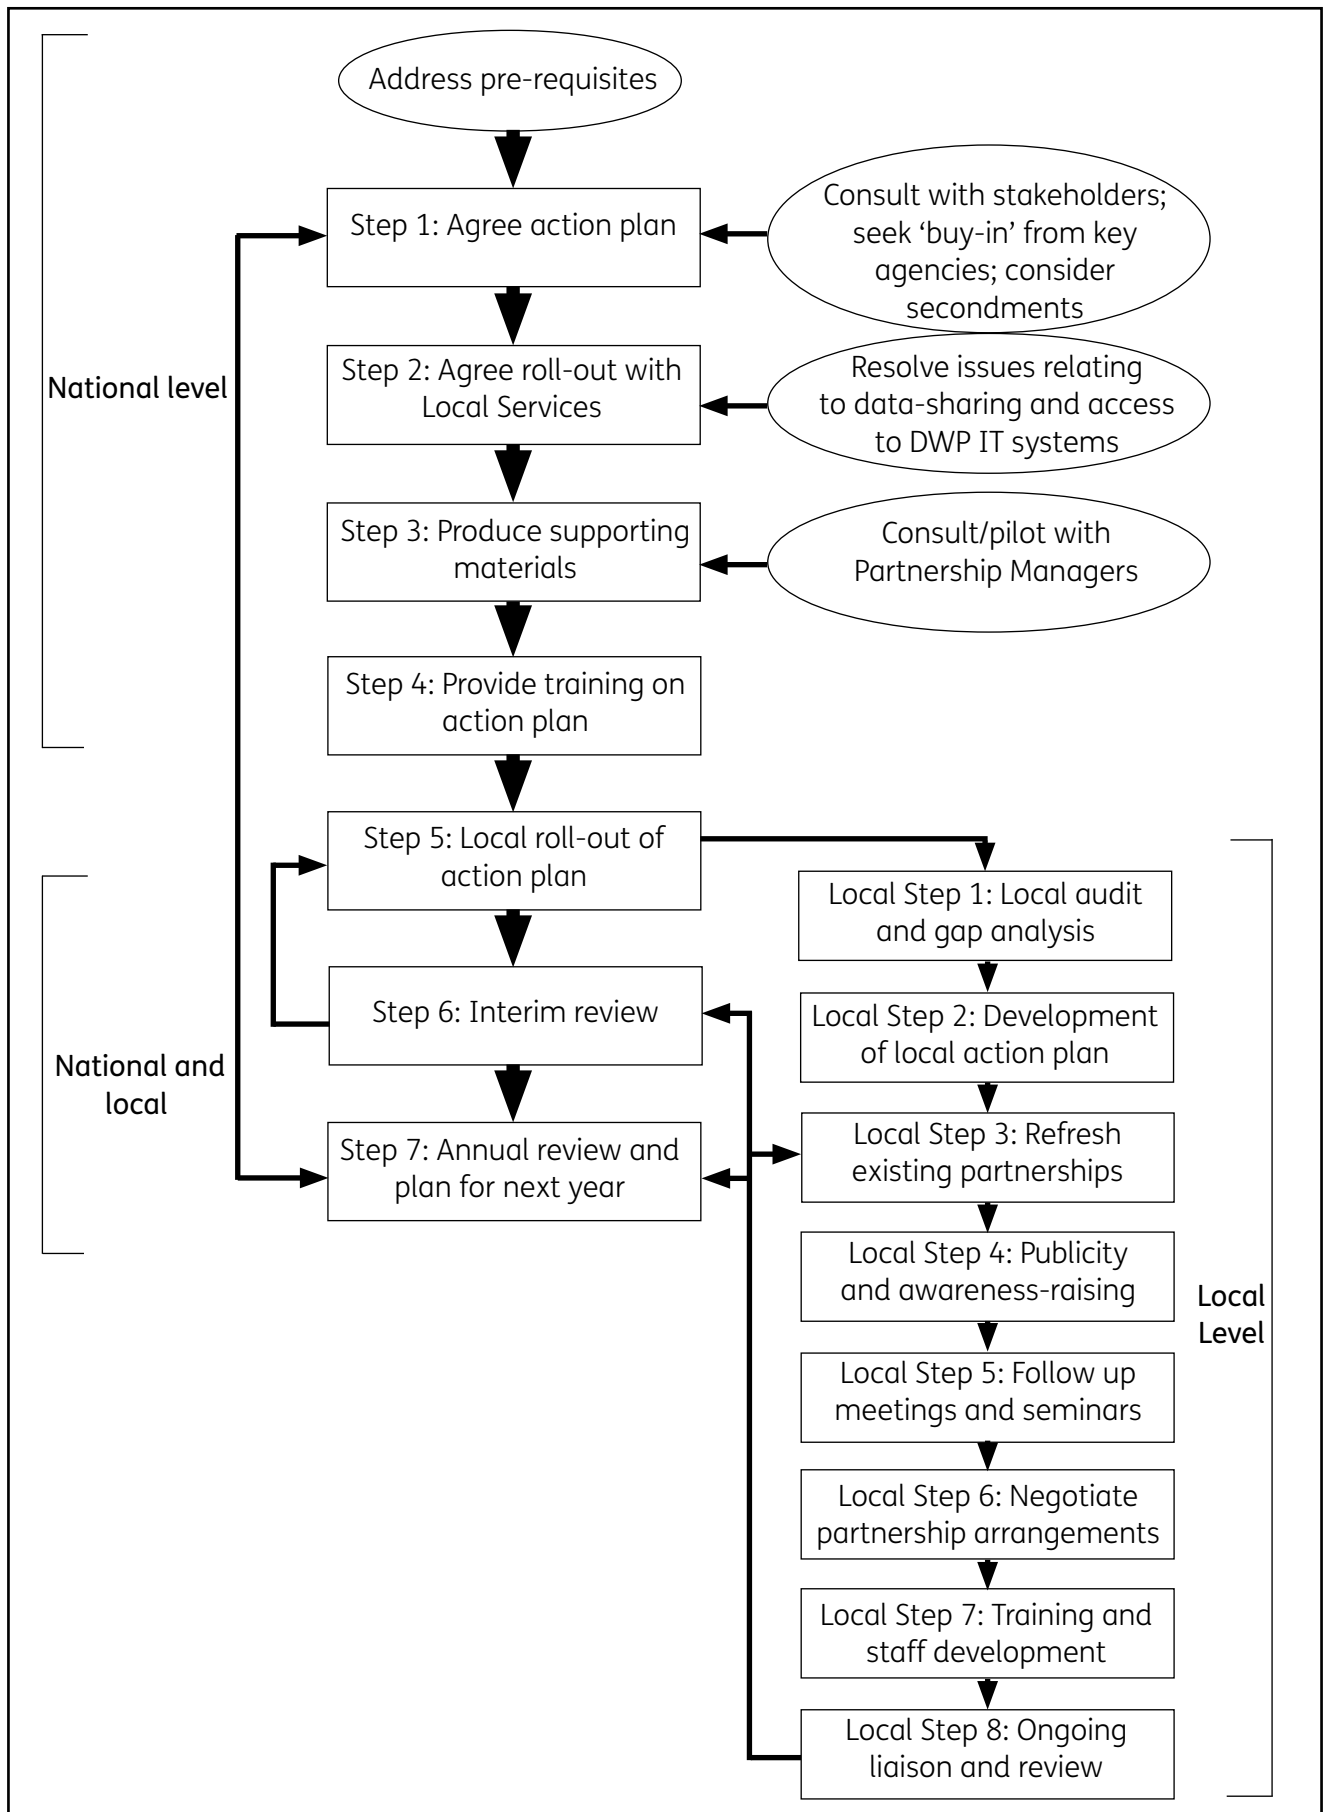 Address pre-requisites
Step 1: Agree action plan
Consult with stakeholders;
seek ‘buy-in’ from key
agencies; consider
secondments
National level
Step 2: Agree roll-out with
Local Services
Resolve issues relating
to data-sharing and access
to DWP IT systems
Step 3: Produce supporting
materials
Consult/pilot with
Partnership Managers
Step 4: Provide training on
action plan
Step 5: Local roll-out of
action plan
National and
local
Step 6: Interim review
Step 7: Annual review and
plan for next year
Local Step 1: Local audit
and gap analysis
Local Step 2: Development
of local action plan
Local Step 3: Refresh
existing partnerships
Local Step 4: Publicity
and awareness-raising
Local
Level
Local Step 5: Follow up
meetings and seminars
Local Step 6: Negotiate
partnership arrangements
Local Step 7: Training and
staff development
Local Step 8: Ongoing
liaison and review